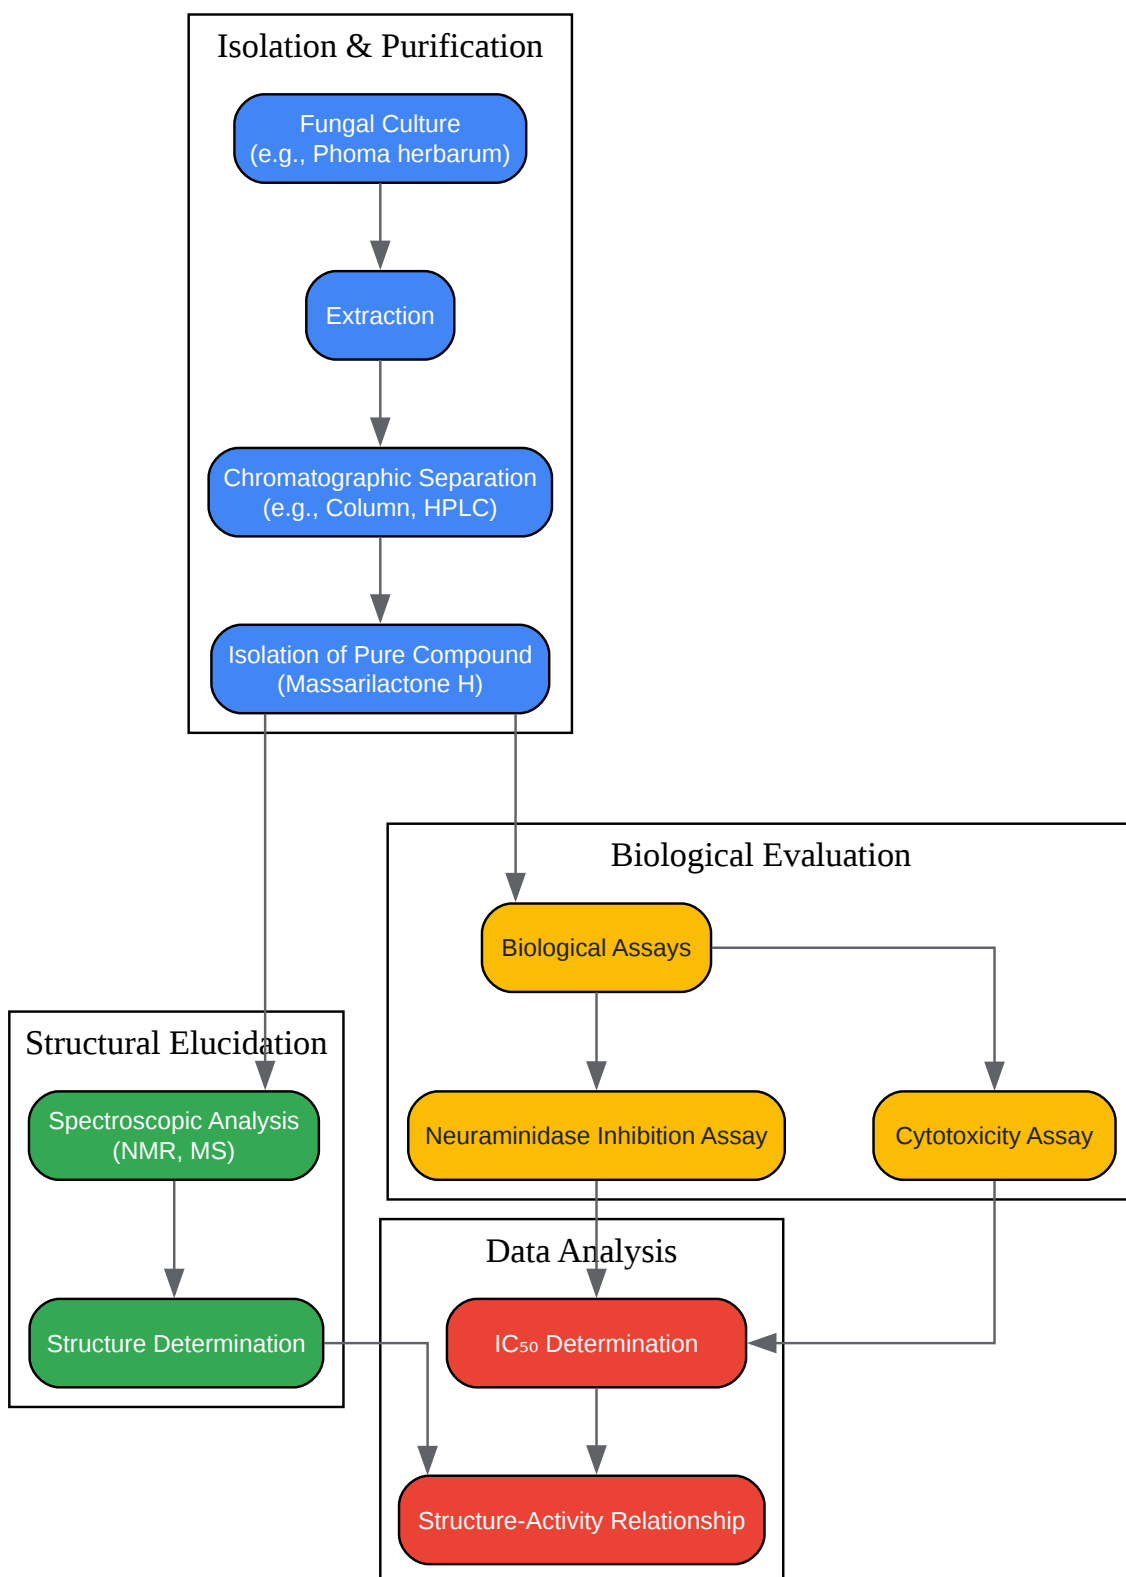 Isolation & Purification
Fungal Culture
(e.g., Phoma herbarum)
Extraction
Chromatographic Separation
(e.g., Column, HPLC)
Isolation of Pure Compound
(Massarilactone H)
Biological Evaluation
Biological Assays
Structural Elucidation
Spectroscopic Analysis
(NMR, MS)
Neuraminidase Inhibition Assay
Cytotoxicity Assay
Data Analysis
Structure Determination
IC₅₀ Determination
Structure-Activity Relationship